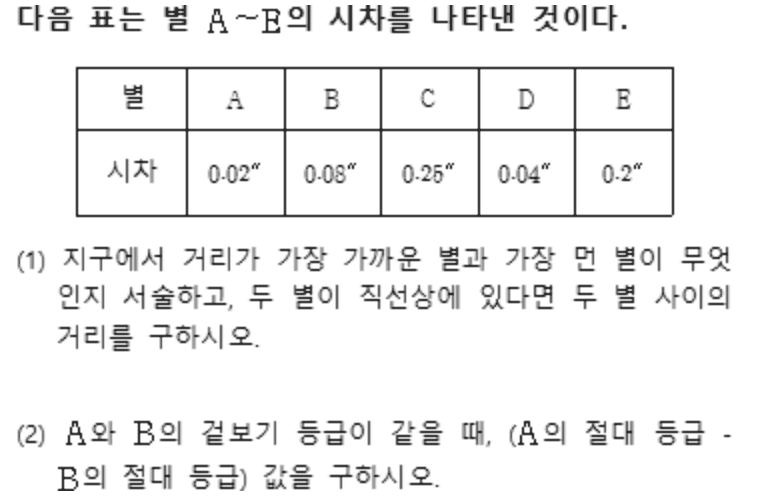 다음 표는 별 A~E의 시차를 나타낸 것이다.
별 A B C D E
시차 0.02″ 0.08″ 0.25″ 0.04″ 0.2″
(1) 지구에서 거리가 가장 가까운 별과 가장 먼 별이 무엇
인지 서술하고, 두 별이 직선상에 있다면 두 별 사이의
거리를 구하시오.
(2) A와 B의 겉보기 등급이 같을 때, (A의 절대 등급 -
B의 절대 등급) 값을 구하시오.